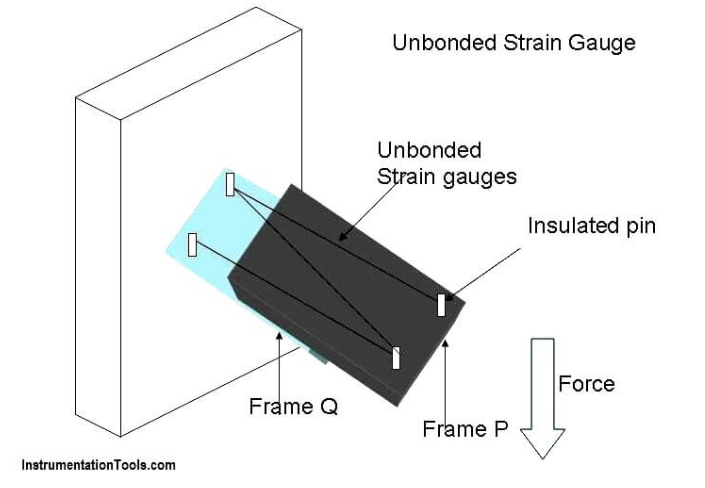 Unbonded Strain Gauge
Unbonded
Strain gauges
Insulated pin
Force
Frame Q
Frame P
InstrumentationTools.com